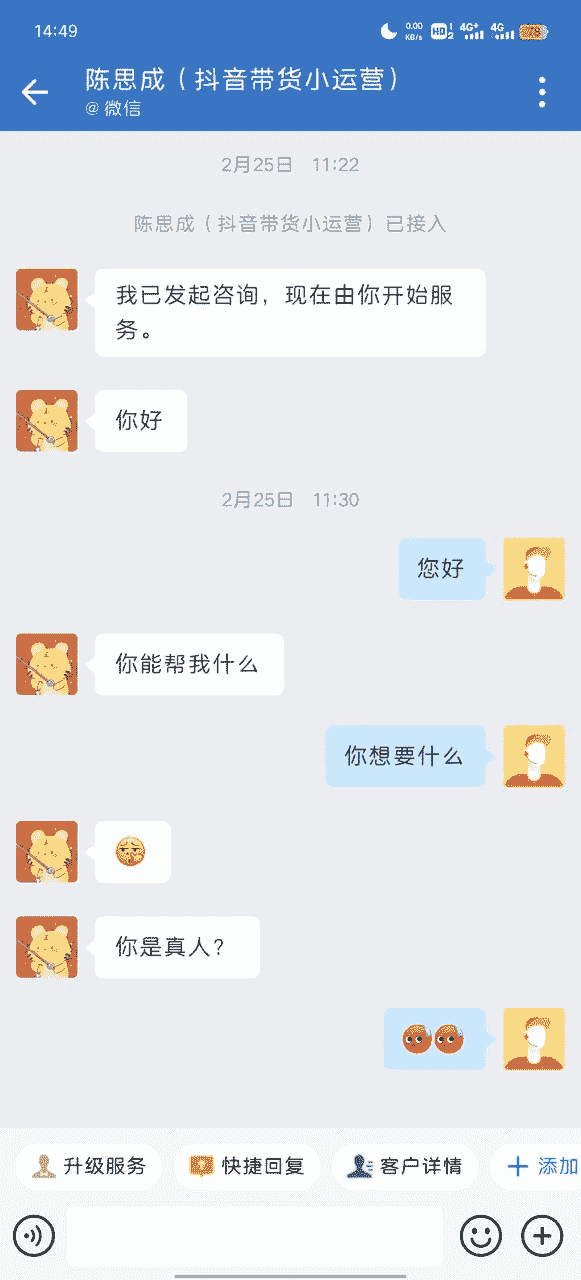 14:49
0.00 KB/s HD 1 2 4G+ 4G 78
陈思成（抖音带货小运营）
@微信
2月25日 11:22
陈思成（抖音带货小运营）已接入
我已发起咨询，现在由你开始服
务。
你好
2月25日 11:30
您好
你能帮我什么
你想要什么
你是真人？
升级服务 快捷回复 客户详情 添加